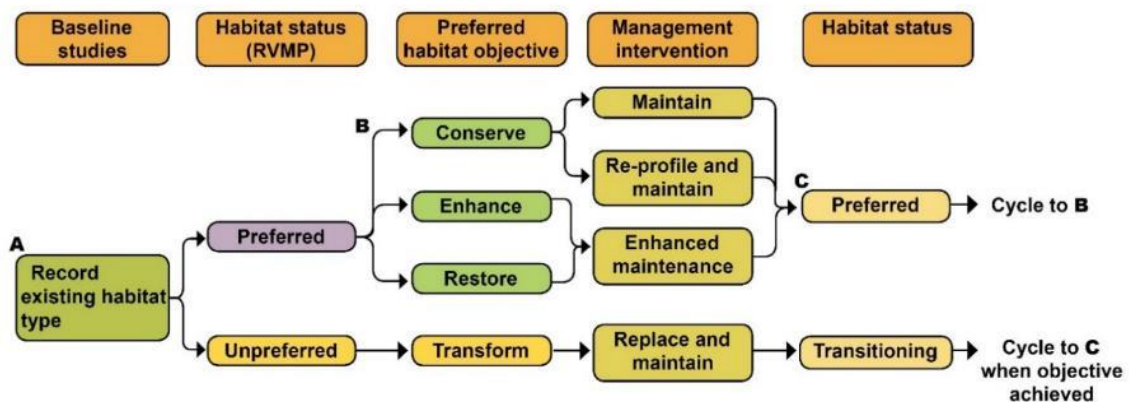 Baseline
studies
Habitat status
(RVMP)
Preferred
habitat objective
Management
intervention
Habitat status
A
Record
existing habitat
type
Preferred
Unpreferred
B
Conserve
Enhance
Restore
Transform
Maintain
Re-profile and
maintain
Enhanced
maintenance
Replace and
maintain
C
Preferred
Transitioning
Cycle to B
Cycle to C
when objective
achieved